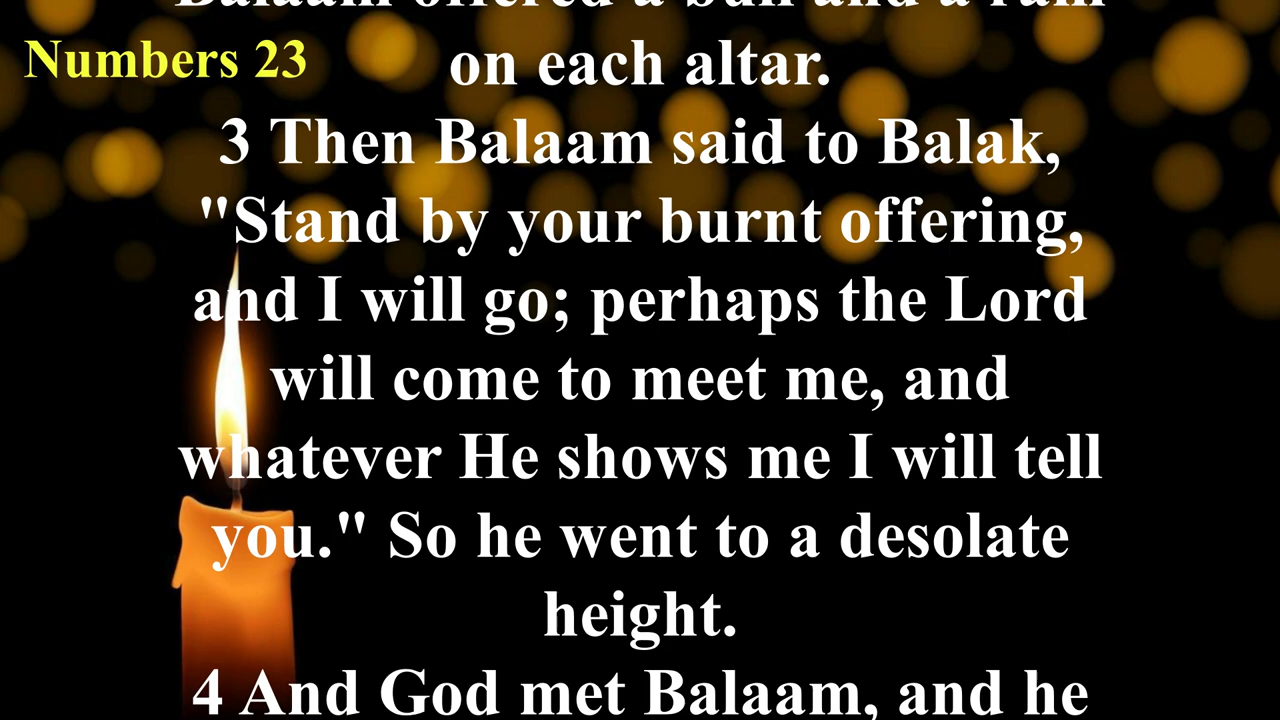 Balaam offered a bull and a ram
Numbers 23
on each altar.
3 Then Balaam said to Balak,
"Stand by your burnt offering,
and I will go; perhaps the Lord
will come to meet me, and
whatever He shows me I will tell
you." So he went to a desolate
height.
4 And God met Balaam, and he